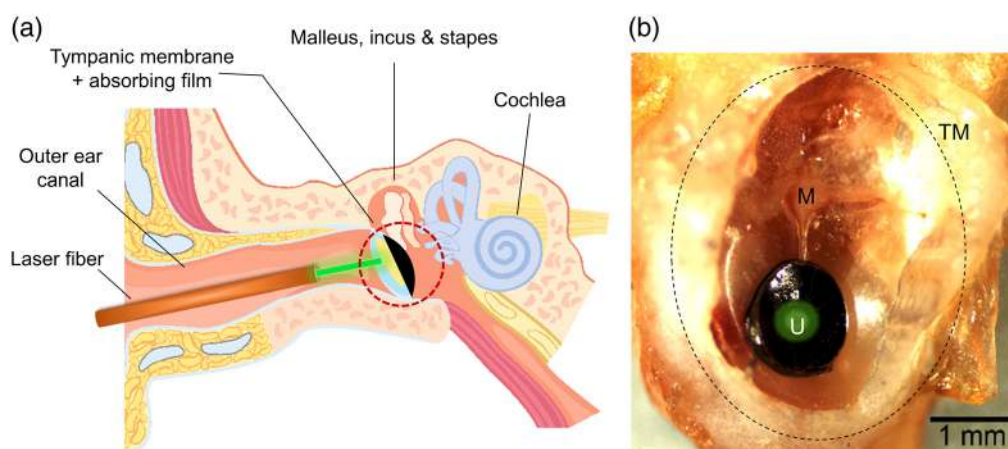 (a)
Malleus, incus & stapes
Tympanic membrane
+ absorbing film
Cochlea
Outer ear
canal
Laser fiber
(b)
TM
M
U
1 mm